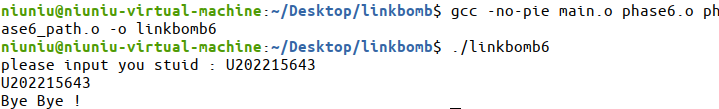 niuniu@niuniu-virtual-machine:~/Desktop/linkbomb$ gcc -no-pie main.o phase6.o ph
ase6_path.o -o linkbomb6
niuniu@niuniu-virtual-machine:~/Desktop/linkbomb$ ./linkbomb6
please input you stuid : U202215643
U202215643
Bye Bye !